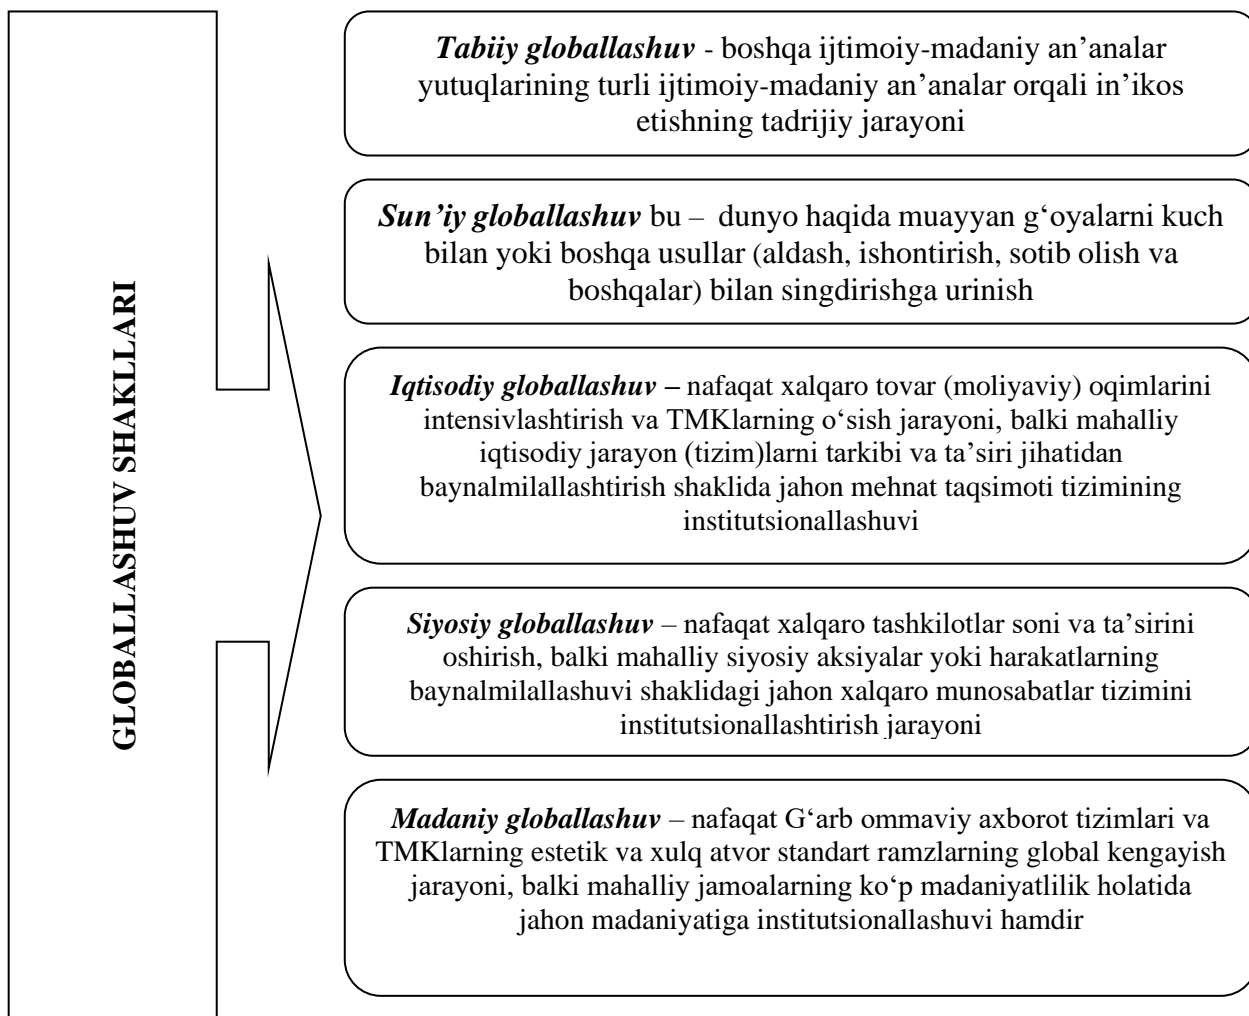 GLOBALLASHUV SHAKLLARI
Tabiiy globallashuv - boshqa ijtimoiy-madaniy an’analar
yutuqlarining turli ijtimoiy-madaniy an’analar orqali in’ikos
etishning tadrijiy jarayoni
Sun’iy globallashuv bu – dunyo haqida muayyan g‘oyalarni kuch
bilan yoki boshqa usullar (aldash, ishontirish, sotib olish va
boshqalar) bilan singdirishga urinish
Iqtisodiy globallashuv – nafaqat xalqaro tovar (moliyaviy) oqimlarini
intensivlashtirish va TMKlarning o‘sish jarayoni, balki mahalliy
iqtisodiy jarayon (tizim)larni tarkibi va ta’siri jihatidan
baynalmilallashtirish shaklida jahon mehnat taqsimoti tizimining
institutsionallashuvi
Siyosiy globallashuv – nafaqat xalqaro tashkilotlar soni va ta’sirini
oshirish, balki mahalliy siyosiy aksiyalar yoki harakatlarning
baynalmilallashuvi shaklidagi jahon xalqaro munosabatlar tizimini
institutsionallashtirish jarayoni
Madaniy globallashuv – nafaqat G‘arb ommaviy axborot tizimlari va
TMKlarning estetik va xulq atvor standart ramzlarning global kengayish
jarayoni, balki mahalliy jamoalarning ko‘p madaniyatlilik holatida
jahon madaniyatiga institutsionallashuvi hamdir